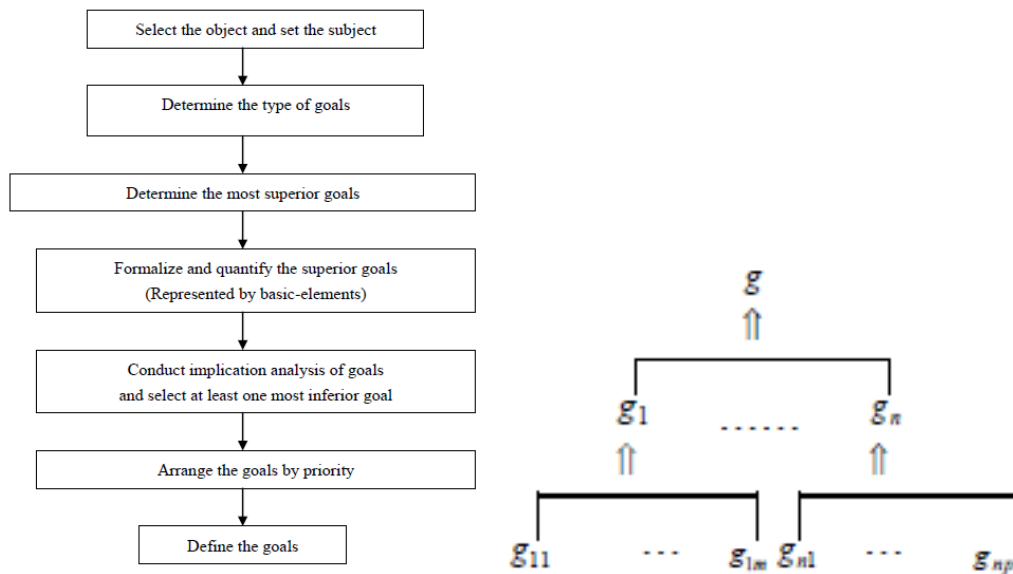 Select the object and set the subject
Determine the type of goals
Determine the most superior goals
Formalize and quantify the superior goals
(Represented by basic-elements)
Conduct implication analysis of goals
and select at least one most inferior goal
Arrange the goals by priority
Define the goals
g
⇑
g₁ ...... gₙ
⇑ ⇑
g₁₁ ... g₁ₘ gₙ₁ ... gₙₚ